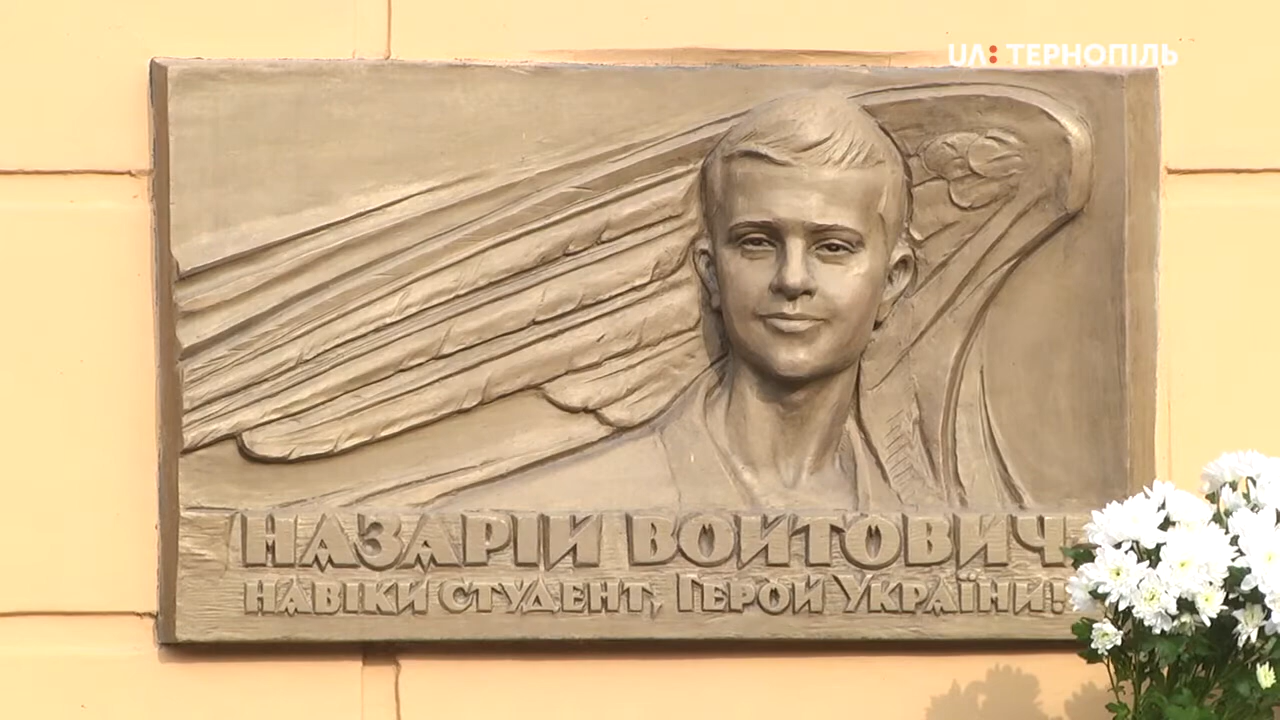 UA: ТЕРНОПІЛЬ
НАЗАРІЙ ВОЙТОВИЧ
НАВІКИ СТУДЕНТ, ГЕРОЙ УКРАЇНИ!